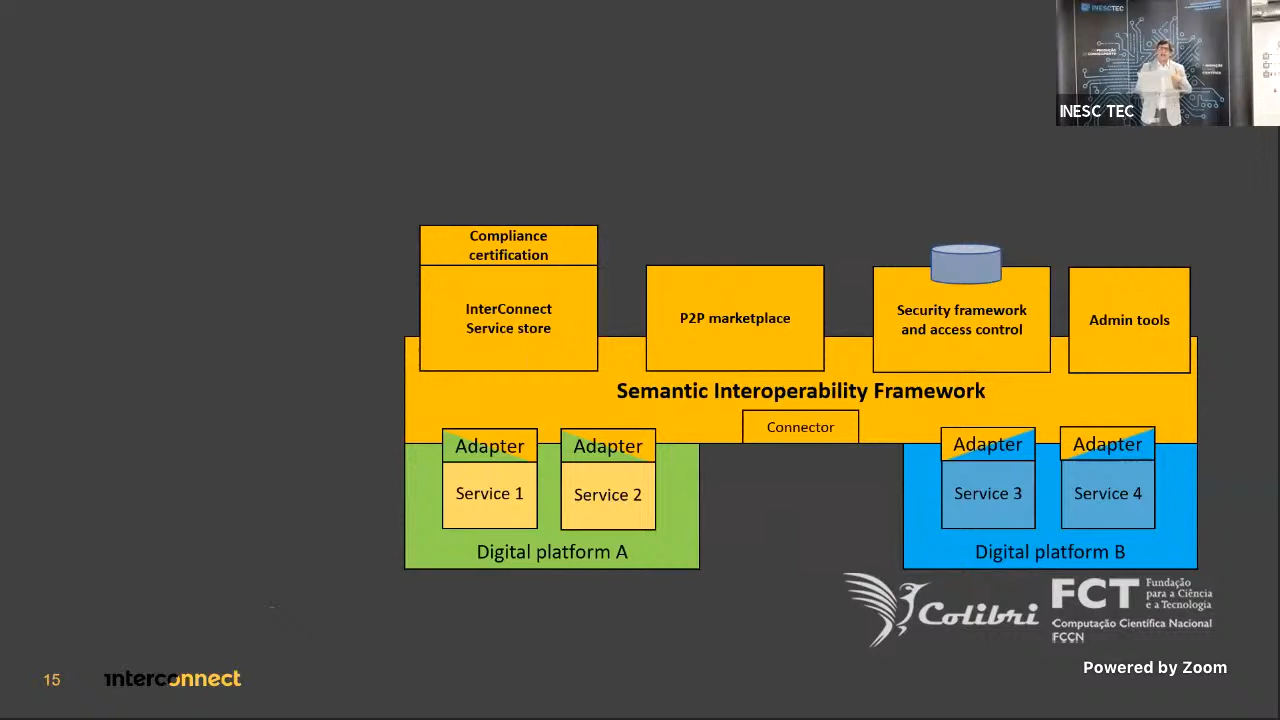 INESCTEC
INESC TEC
Compliance
certification
InterConnect
Service store
P2P marketplace
Security framework
and access control
Admin tools
Semantic Interoperability Framework
Connector
Adapter
Adapter
Adapter
Adapter
Service 1
Service 2
Service 3
Service 4
Digital platform A
Digital platform B
Colibri
FCT
Fundação
para a Ciência
e a Tecnologia
Computação Científica Nacional
FCCN
Powered by Zoom
15
interconnect